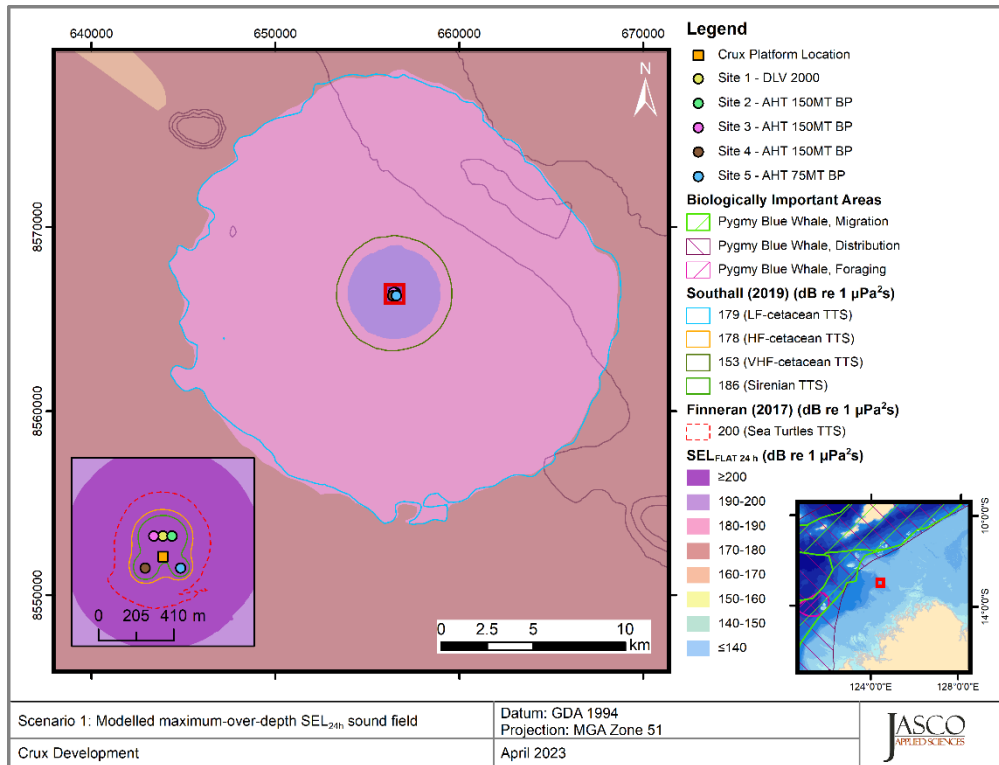 640000 650000 660000 670000
8570000
8560000
8550000
N
0 2.5 5 10
km
0 205 410 m
Legend
Crux Platform Location
Site 1 - DLV 2000
Site 2 - AHT 150MT BP
Site 3 - AHT 150MT BP
Site 4 - AHT 150MT BP
Site 5 - AHT 75MT BP
Biologically Important Areas
Pygmy Blue Whale, Migration
Pygmy Blue Whale, Distribution
Pygmy Blue Whale, Foraging
Southall (2019) (dB re 1 µPa²s)
179 (LF-cetacean TTS)
178 (HF-cetacean TTS)
153 (VHF-cetacean TTS)
186 (Sirenian TTS)
Finneran (2017) (dB re 1 µPa²s)
200 (Sea Turtles TTS)
SELFLAT 24 h (dB re 1 µPa²s)
≥200
190-200
180-190
170-180
160-170
150-160
140-150
≤140
10°0'0"S
14°0'0"S
124°0'0"E 128°0'0"E
Scenario 1: Modelled maximum-over-depth SEL24h sound field
Datum: GDA 1994
Projection: MGA Zone 51
Crux Development
April 2023
JASCO
APPLIED SCIENCES